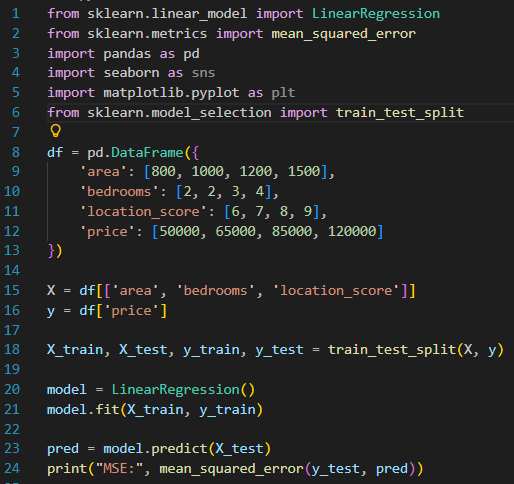 1 from sklearn.linear_model import LinearRegression
2 from sklearn.metrics import mean_squared_error
3 import pandas as pd
4 import seaborn as sns
5 import matplotlib.pyplot as plt
6 from sklearn.model_selection import train_test_split
7
8 df = pd.DataFrame({
9     'area': [800, 1000, 1200, 1500],
10     'bedrooms': [2, 2, 3, 4],
11     'location_score': [6, 7, 8, 9],
12     'price': [50000, 65000, 85000, 120000]
13 })
14
15 X = df[['area', 'bedrooms', 'location_score']]
16 y = df['price']
17
18 X_train, X_test, y_train, y_test = train_test_split(X, y)
19
20 model = LinearRegression()
21 model.fit(X_train, y_train)
22
23 pred = model.predict(X_test)
24 print("MSE:", mean_squared_error(y_test, pred))